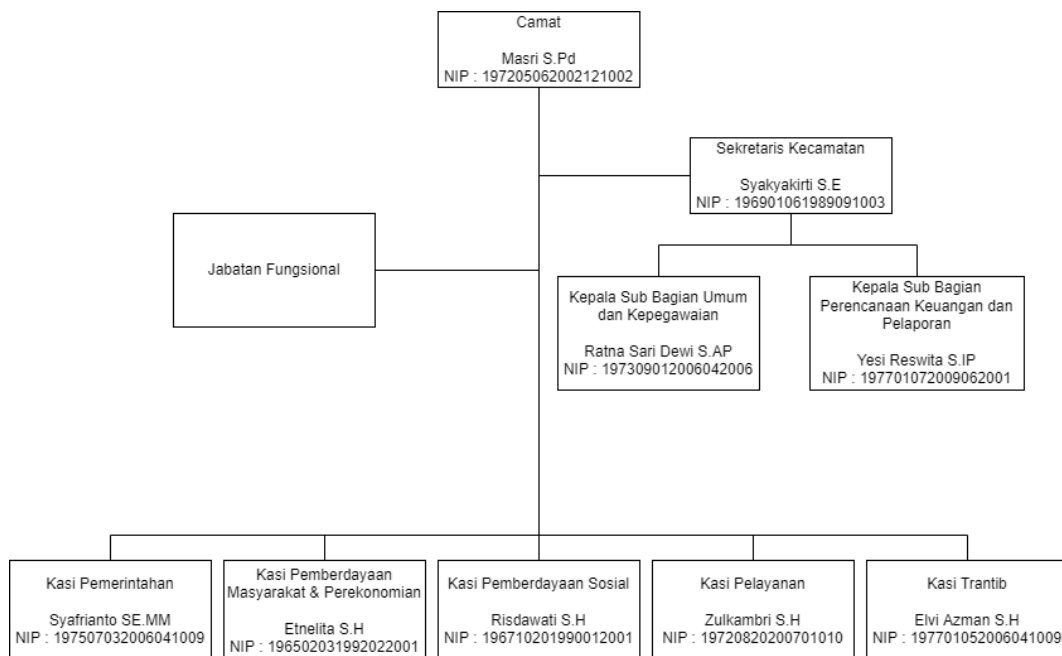 Camat
Masri S.Pd
NIP : 197205062002121002
Sekretaris Kecamatan
Syakyakirti S.E
NIP : 196901061989091003
Jabatan Fungsional
Kepala Sub Bagian Umum
dan Kepegawaian
Ratna Sari Dewi S.AP
NIP : 197309012006042006
Kepala Sub Bagian
Perencanaan Keuangan dan
Pelaporan
Yesi Reswita S.IP
NIP : 197701072009062001
Kasi Pemerintahan
Syafrianto SE.MM
NIP : 197507032006041009
Kasi Pemberdayaan
Masyarakat & Perekonomian
Etnelita S.H
NIP : 196502031992022001
Kasi Pemberdayaan Sosial
Risdawati S.H
NIP : 196710201990012001
Kasi Pelayanan
Zulkambri S.H
NIP : 19720820200701010
Kasi Trantib
Elvi Azman S.H
NIP : 197701052006041009